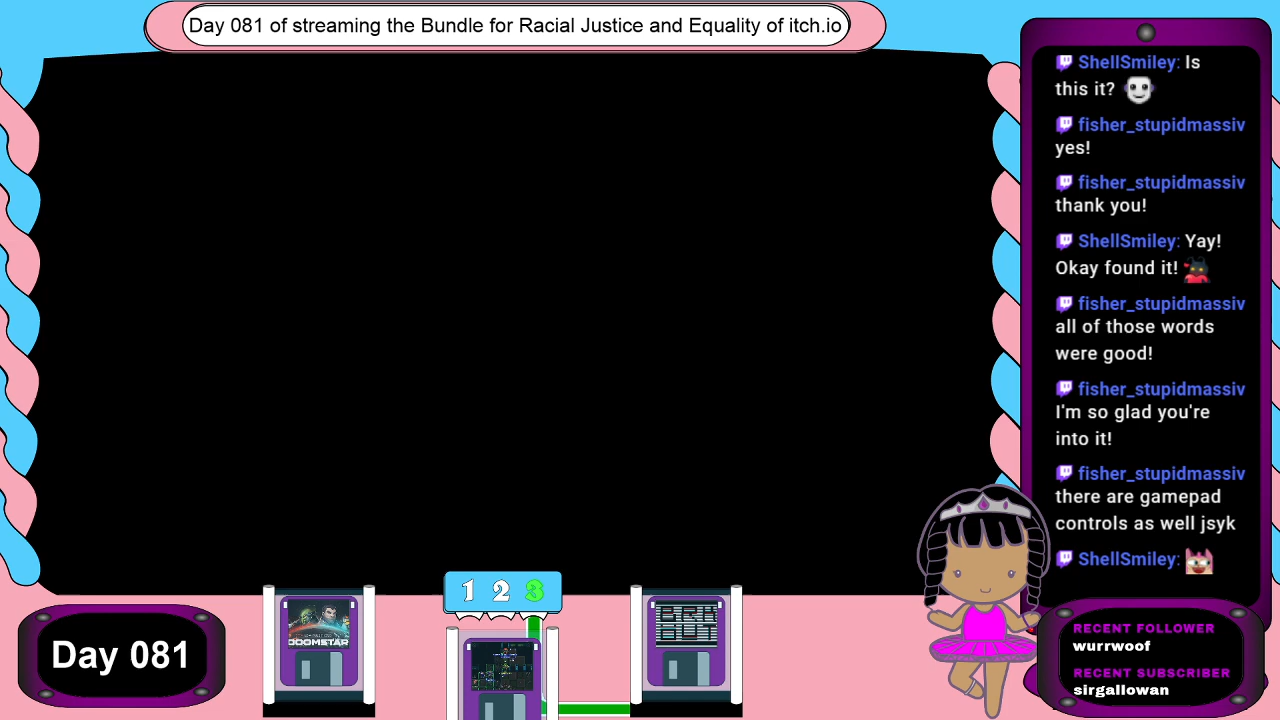 Day 081 of streaming the Bundle for Racial Justice and Equality of itch.io
ShellSmiley: Is
this it?
fisher_stupidmassiv
yes!
fisher_stupidmassiv
thank you!
ShellSmiley: Yay!
Okay found it!
fisher_stupidmassiv
all of those words
were good!
fisher_stupidmassiv
I'm so glad you're
into it!
fisher_stupidmassiv
there are gamepad
controls as well jsyk
ShellSmiley:
1 2 3
DOOMSTAR
Day 081
RECENT FOLLOWER
wurrwoof
RECENT SUBSCRIBER
sirgallowan